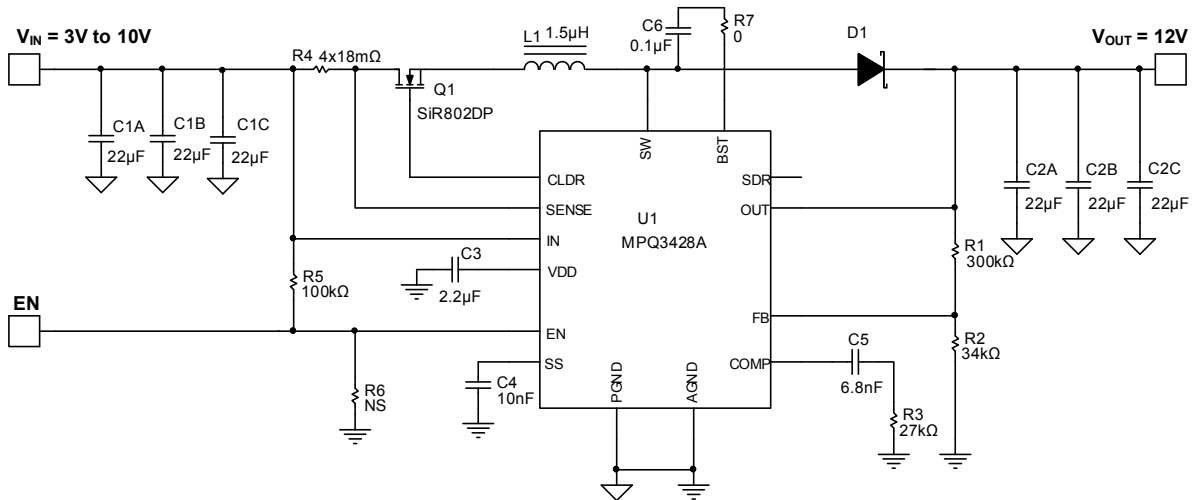 V_IN = 3V to 10V
R4 4x18mΩ
L1 1.5µH
C6
0.1µF
R7
0
D1
V_OUT = 12V
Q1
SiR802DP
C1A
22µF
C1B
22µF
C1C
22µF
SW
BST
CLDR
SENSE
IN
VDD
EN
SS
U1
MPQ3428A
SDR
OUT
FB
COMP
PGND
AGND
C2A
22µF
C2B
22µF
C2C
22µF
R1
300kΩ
R5
100kΩ
C3
2.2µF
EN
R2
34kΩ
C5
6.8nF
C4
10nF
R6
NS
R3
27kΩ